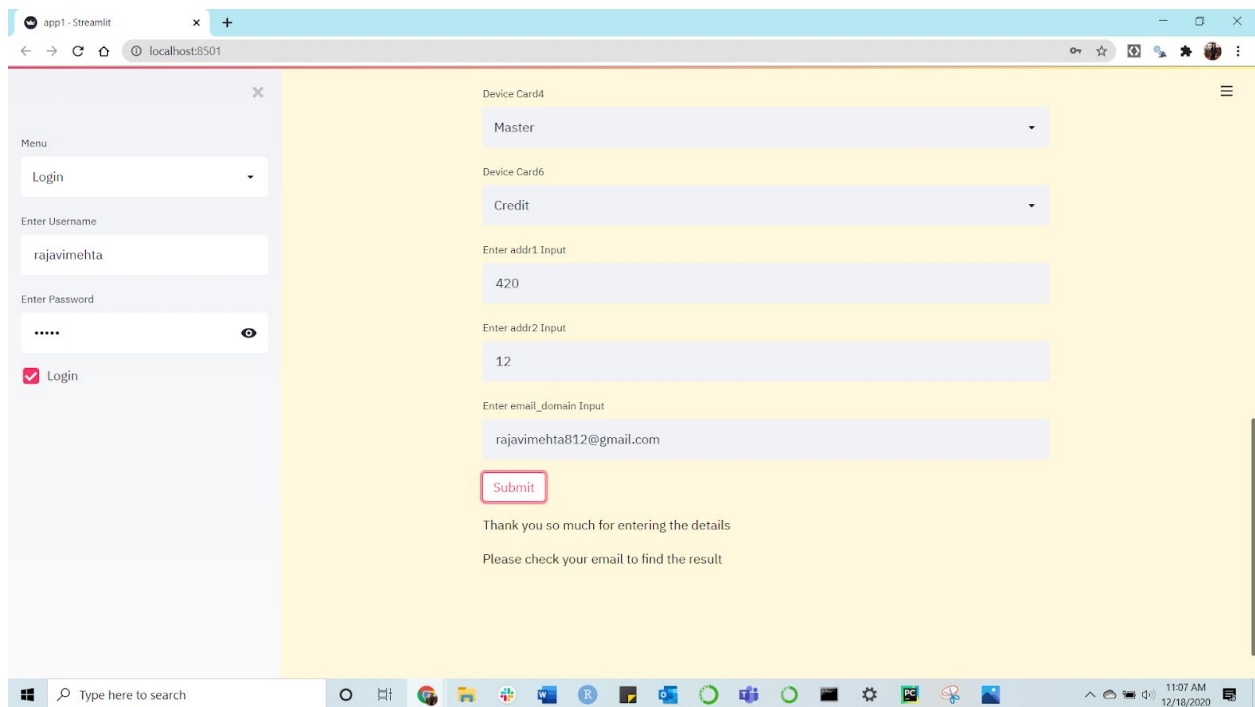 app1 · Streamlit
localhost:8501
Menu
Login
Enter Username
rajavimehta
Enter Password
•••••
Login
Device Card4
Master
Device Card6
Credit
Enter addr1 Input
420
Enter addr2 Input
12
Enter email_domain Input
rajavimehta812@gmail.com
Submit
Thank you so much for entering the details
Please check your email to find the result
Type here to search
11:07 AM
12/18/2020